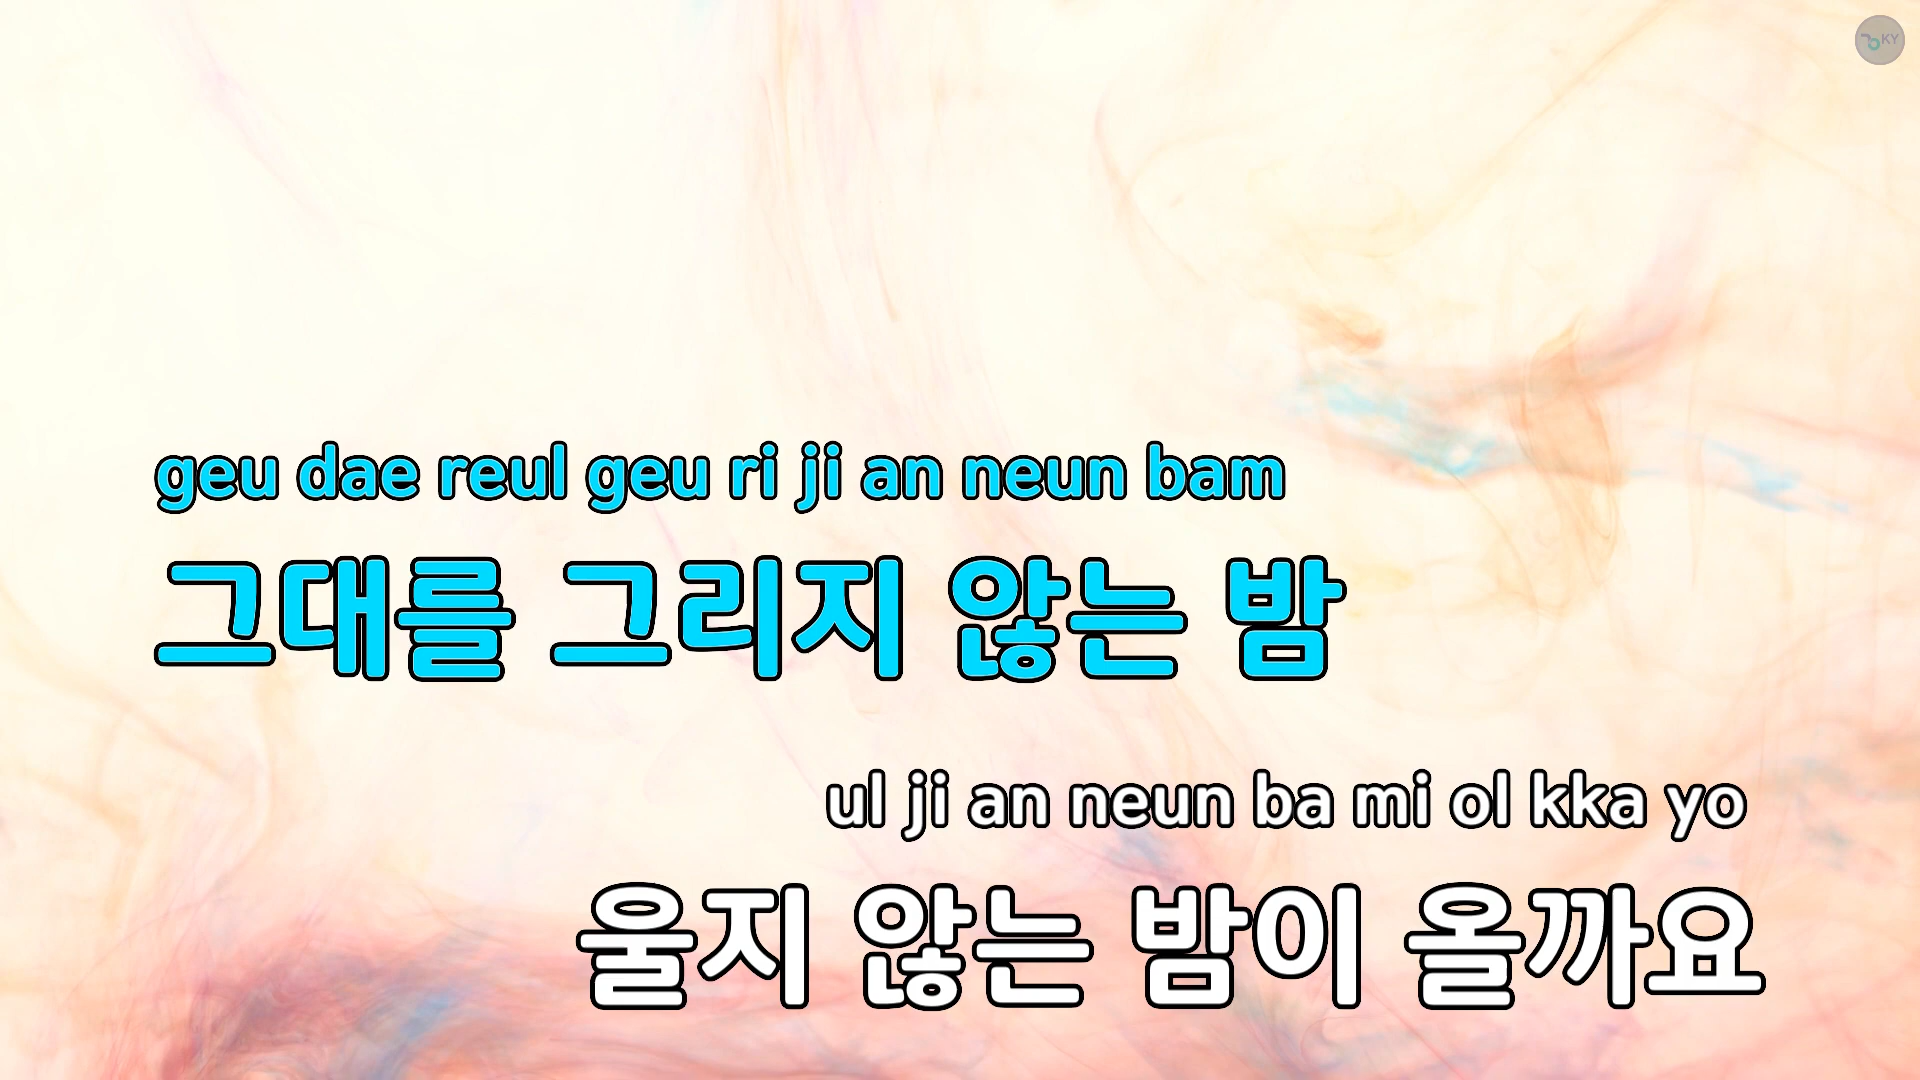 KY
geu dae reul geu ri ji an neun bam
그대를 그리지 않는 밤
ul ji an neun ba mi ol kka yo
울지 않는 밤이 올까요